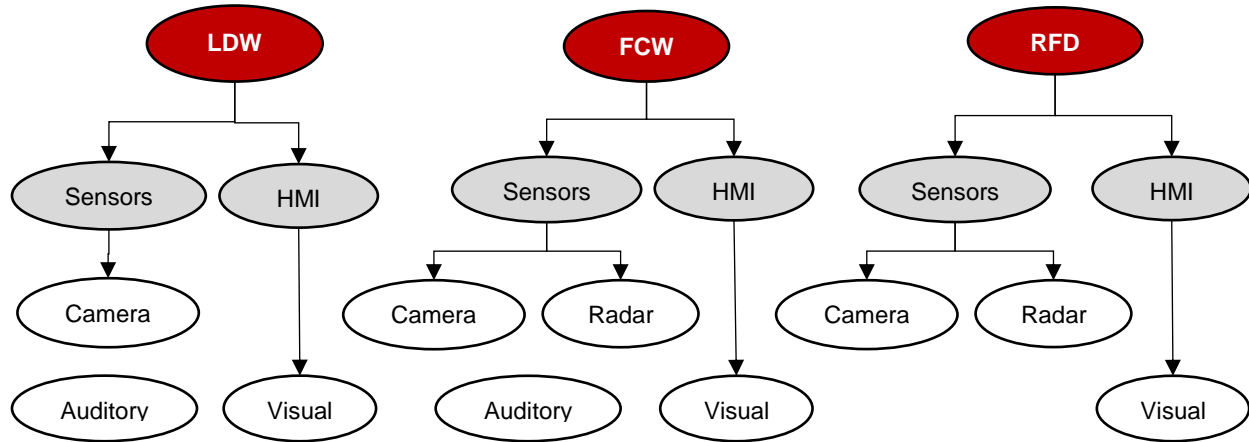 LDW
FCW
RFD
Sensors
HMI
Sensors
HMI
Sensors
HMI
Camera
Camera
Radar
Camera
Radar
Auditory
Visual
Auditory
Visual
Visual